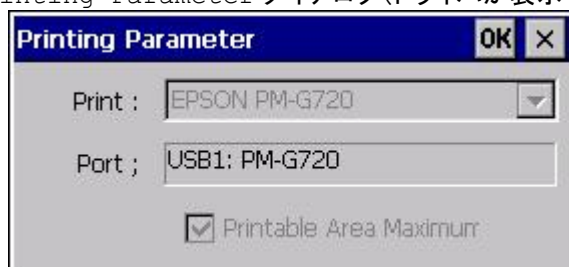 Printing Parameter OK ×
Print : EPSON PM-G720
Port ; USB1: PM-G720
Printable Area Maximum